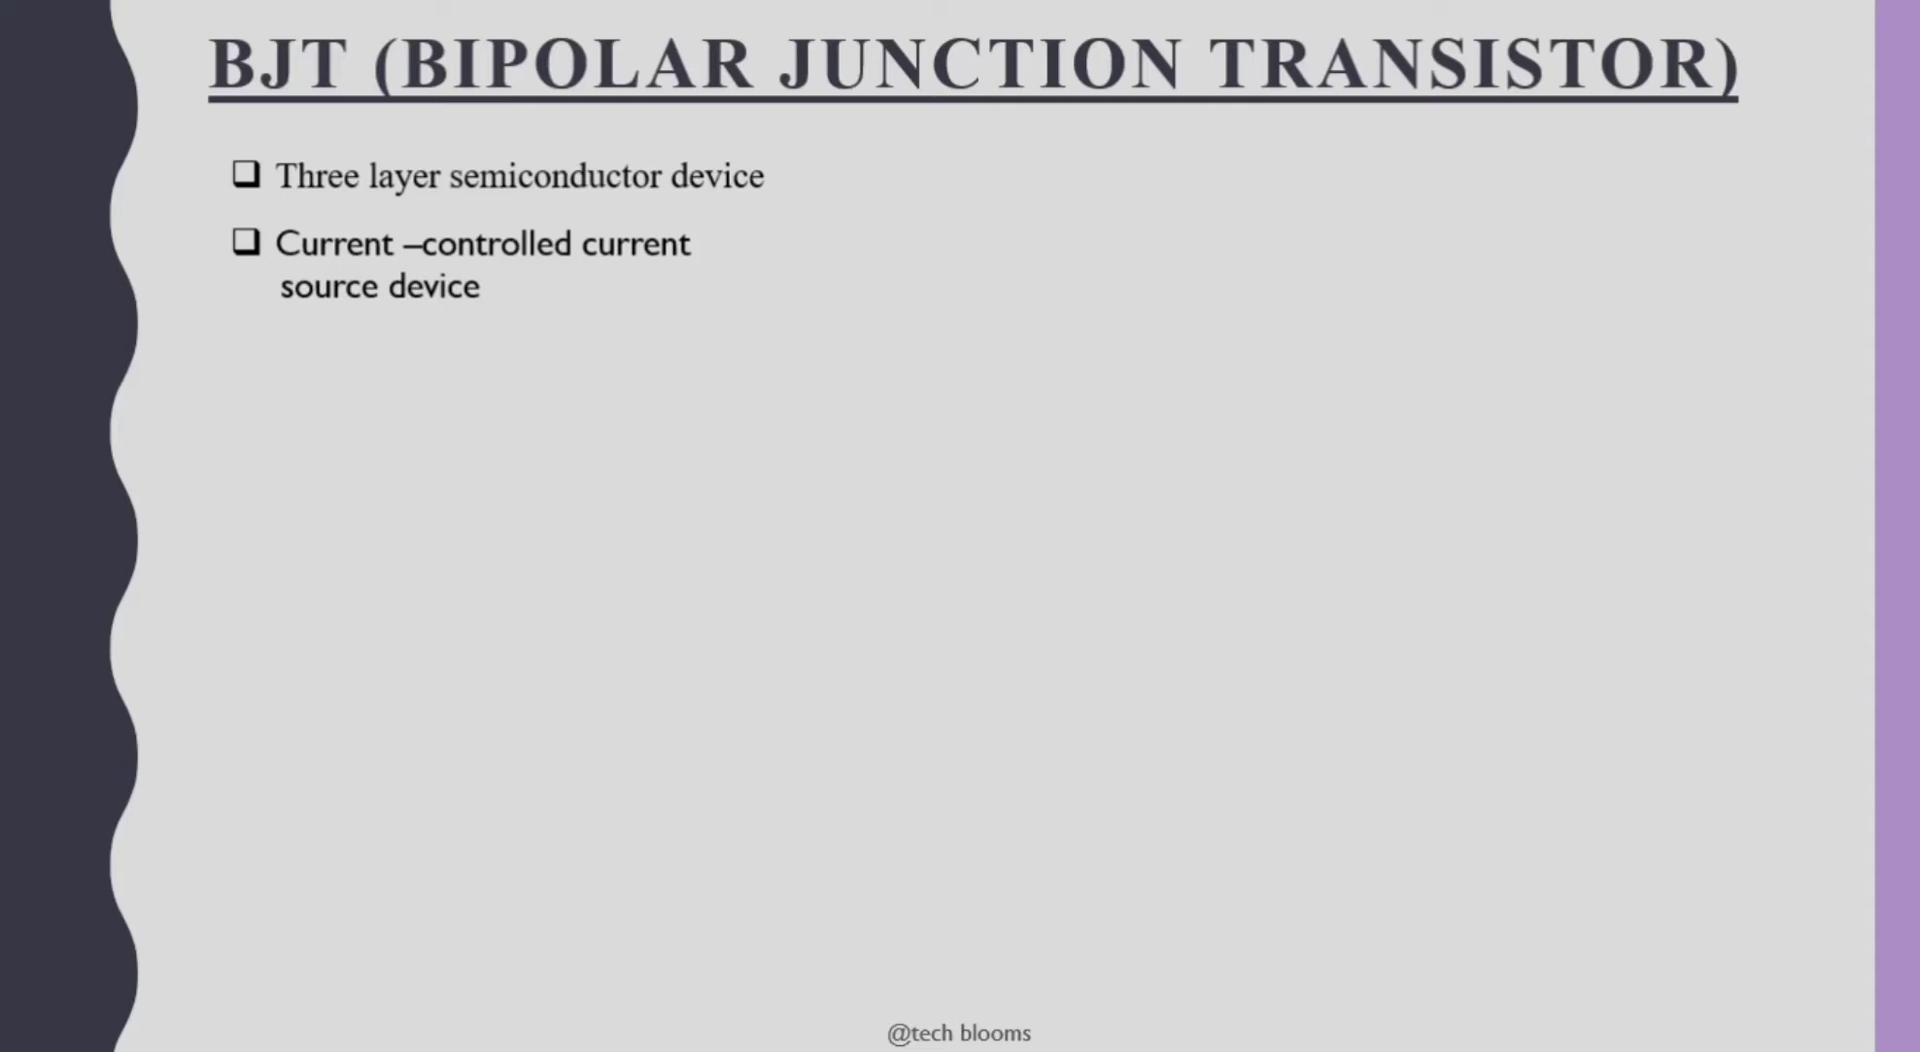 BJT (BIPOLAR JUNCTION TRANSISTOR)
Three layer semiconductor device
Current –controlled current
source device
@tech blooms